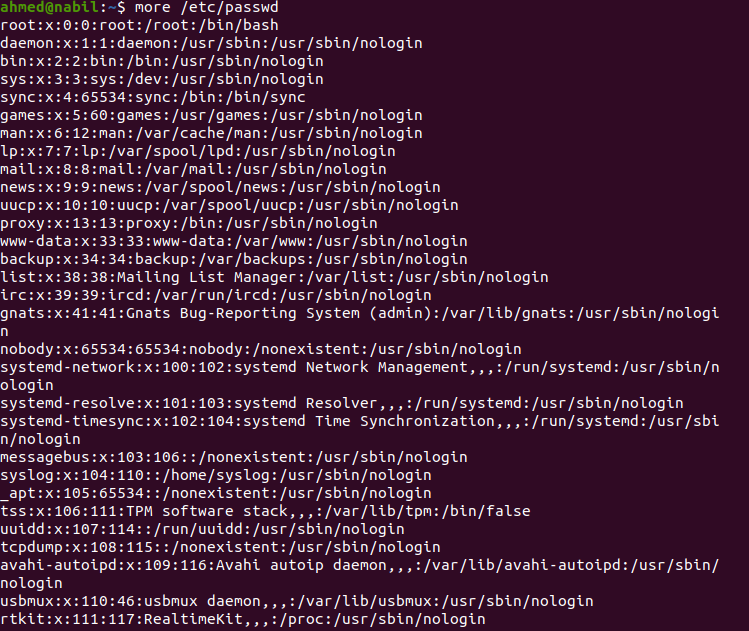 ahmed@nabil:~$ more /etc/passwd
root:x:0:0:root:/root:/bin/bash
daemon:x:1:1:daemon:/usr/sbin:/usr/sbin/nologin
bin:x:2:2:bin:/bin:/usr/sbin/nologin
sys:x:3:3:sys:/dev:/usr/sbin/nologin
sync:x:4:65534:sync:/bin:/bin/sync
games:x:5:60:games:/usr/games:/usr/sbin/nologin
man:x:6:12:man:/var/cache/man:/usr/sbin/nologin
lp:x:7:7:lp:/var/spool/lpd:/usr/sbin/nologin
mail:x:8:8:mail:/var/mail:/usr/sbin/nologin
news:x:9:9:news:/var/spool/news:/usr/sbin/nologin
uucp:x:10:10:uucp:/var/spool/uucp:/usr/sbin/nologin
proxy:x:13:13:proxy:/bin:/usr/sbin/nologin
www-data:x:33:33:www-data:/var/www:/usr/sbin/nologin
backup:x:34:34:backup:/var/backups:/usr/sbin/nologin
list:x:38:38:Mailing List Manager:/var/list:/usr/sbin/nologin
irc:x:39:39:ircd:/var/run/ircd:/usr/sbin/nologin
gnats:x:41:41:Gnats Bug-Reporting System (admin):/var/lib/gnats:/usr/sbin/nologi
n
nobody:x:65534:65534:nobody:/nonexistent:/usr/sbin/nologin
systemd-network:x:100:102:systemd Network Management,,,:/run/systemd:/usr/sbin/n
ologin
systemd-resolve:x:101:103:systemd Resolver,,,:/run/systemd:/usr/sbin/nologin
systemd-timesync:x:102:104:systemd Time Synchronization,,,:/run/systemd:/usr/sbi
n/nologin
messagebus:x:103:106::/nonexistent:/usr/sbin/nologin
syslog:x:104:110::/home/syslog:/usr/sbin/nologin
_apt:x:105:65534::/nonexistent:/usr/sbin/nologin
tss:x:106:111:TPM software stack,,,:/var/lib/tpm:/bin/false
uuidd:x:107:114::/run/uuidd:/usr/sbin/nologin
tcpdump:x:108:115::/nonexistent:/usr/sbin/nologin
avahi-autoipd:x:109:116:Avahi autoip daemon,,,:/var/lib/avahi-autoipd:/usr/sbin/
nologin
usbmux:x:110:46:usbmux daemon,,,:/var/lib/usbmux:/usr/sbin/nologin
rtkit:x:111:117:RealtimeKit,,,:/proc:/usr/sbin/nologin